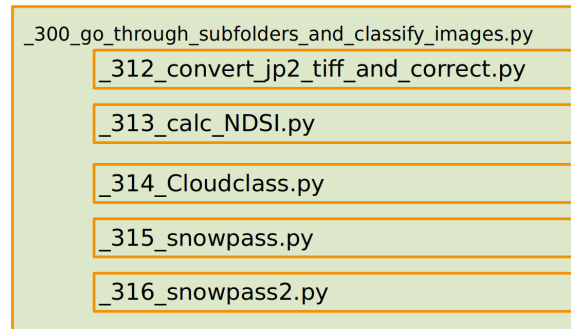 _300_go_through_subfolders_and_classify_images.py
_312_convert_jp2_tiff_and_correct.py
_313_calc_NDSI.py
_314_Cloudclass.py
_315_snowpass.py
_316_snowpass2.py